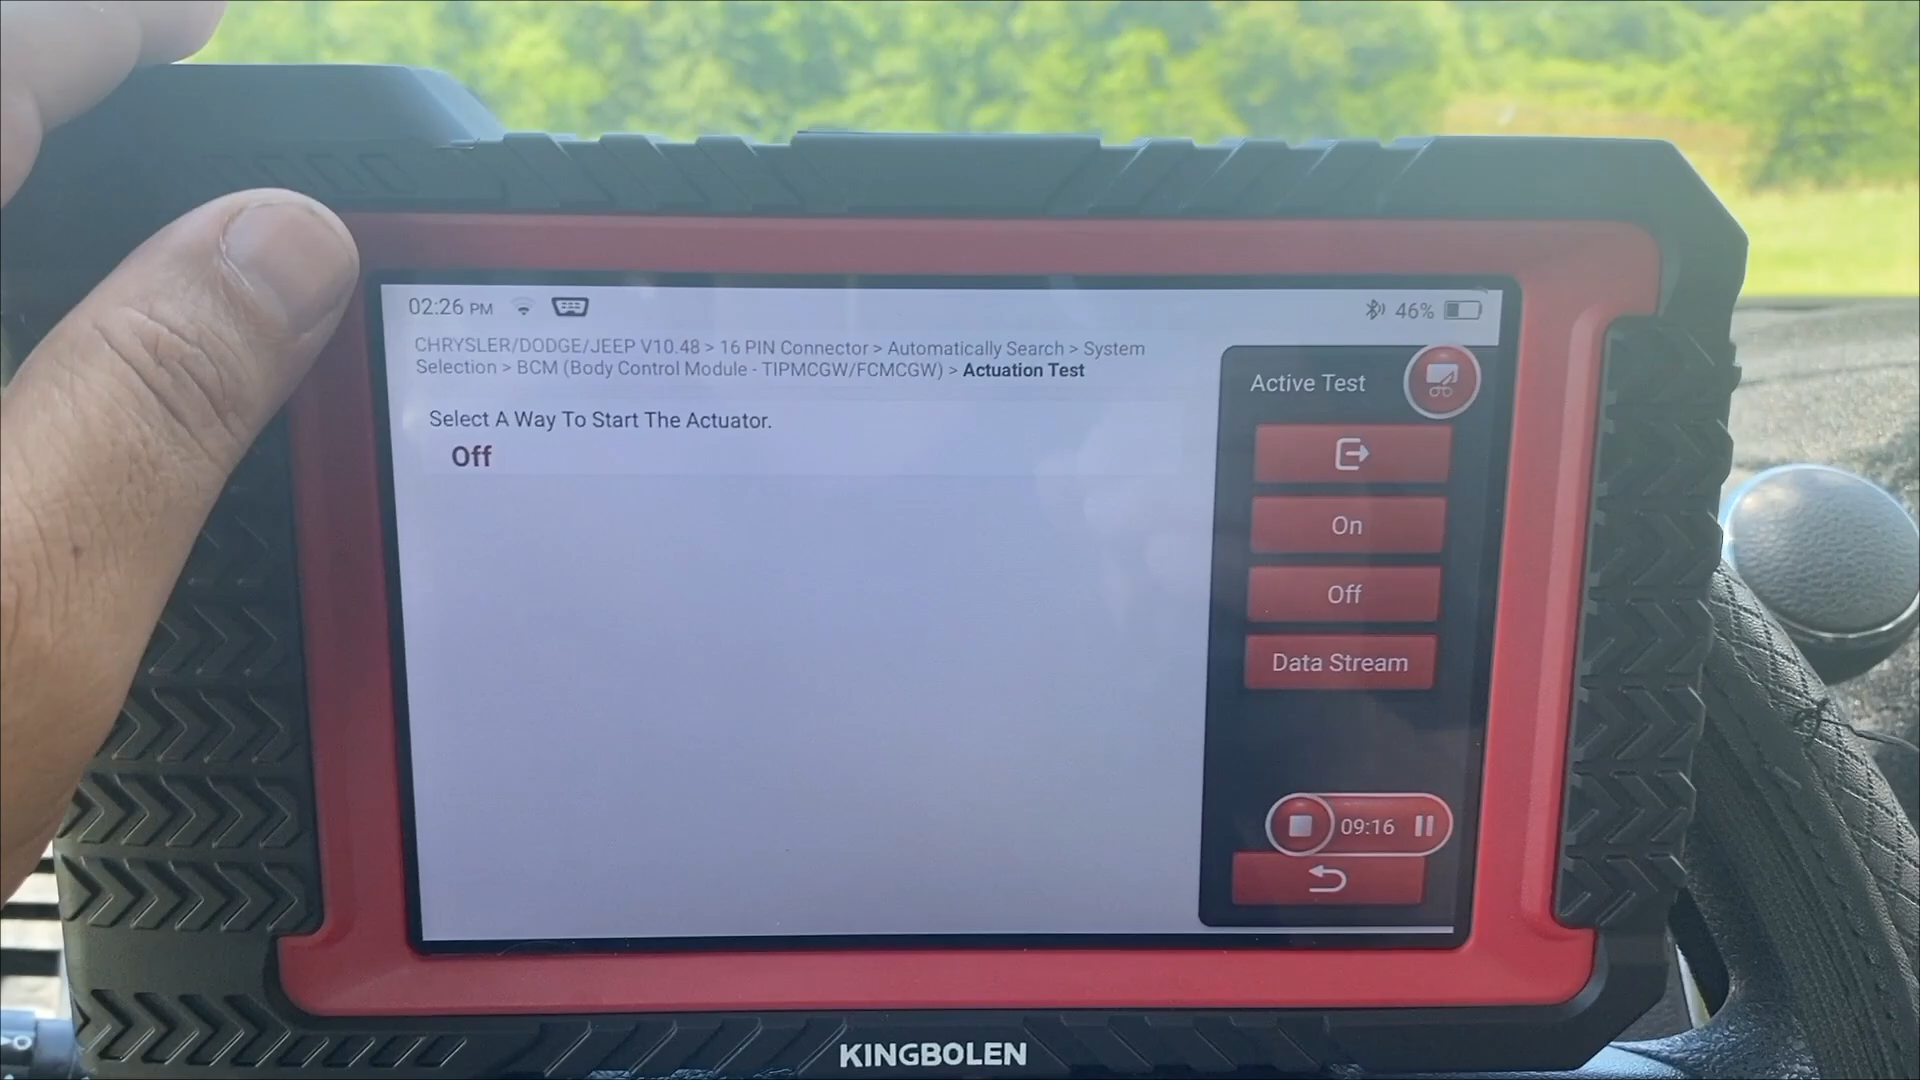 02:26 PM
46%
CHRYSLER/DODGE/JEEP V10.48 > 16 PIN Connector > Automatically Search > System
Selection > BCM (Body Control Module - TIPMCGW/FCMCGW) > Actuation Test
Select A Way To Start The Actuator.
Off
Active Test
On
Off
Data Stream
09:16
KINGBOLEN